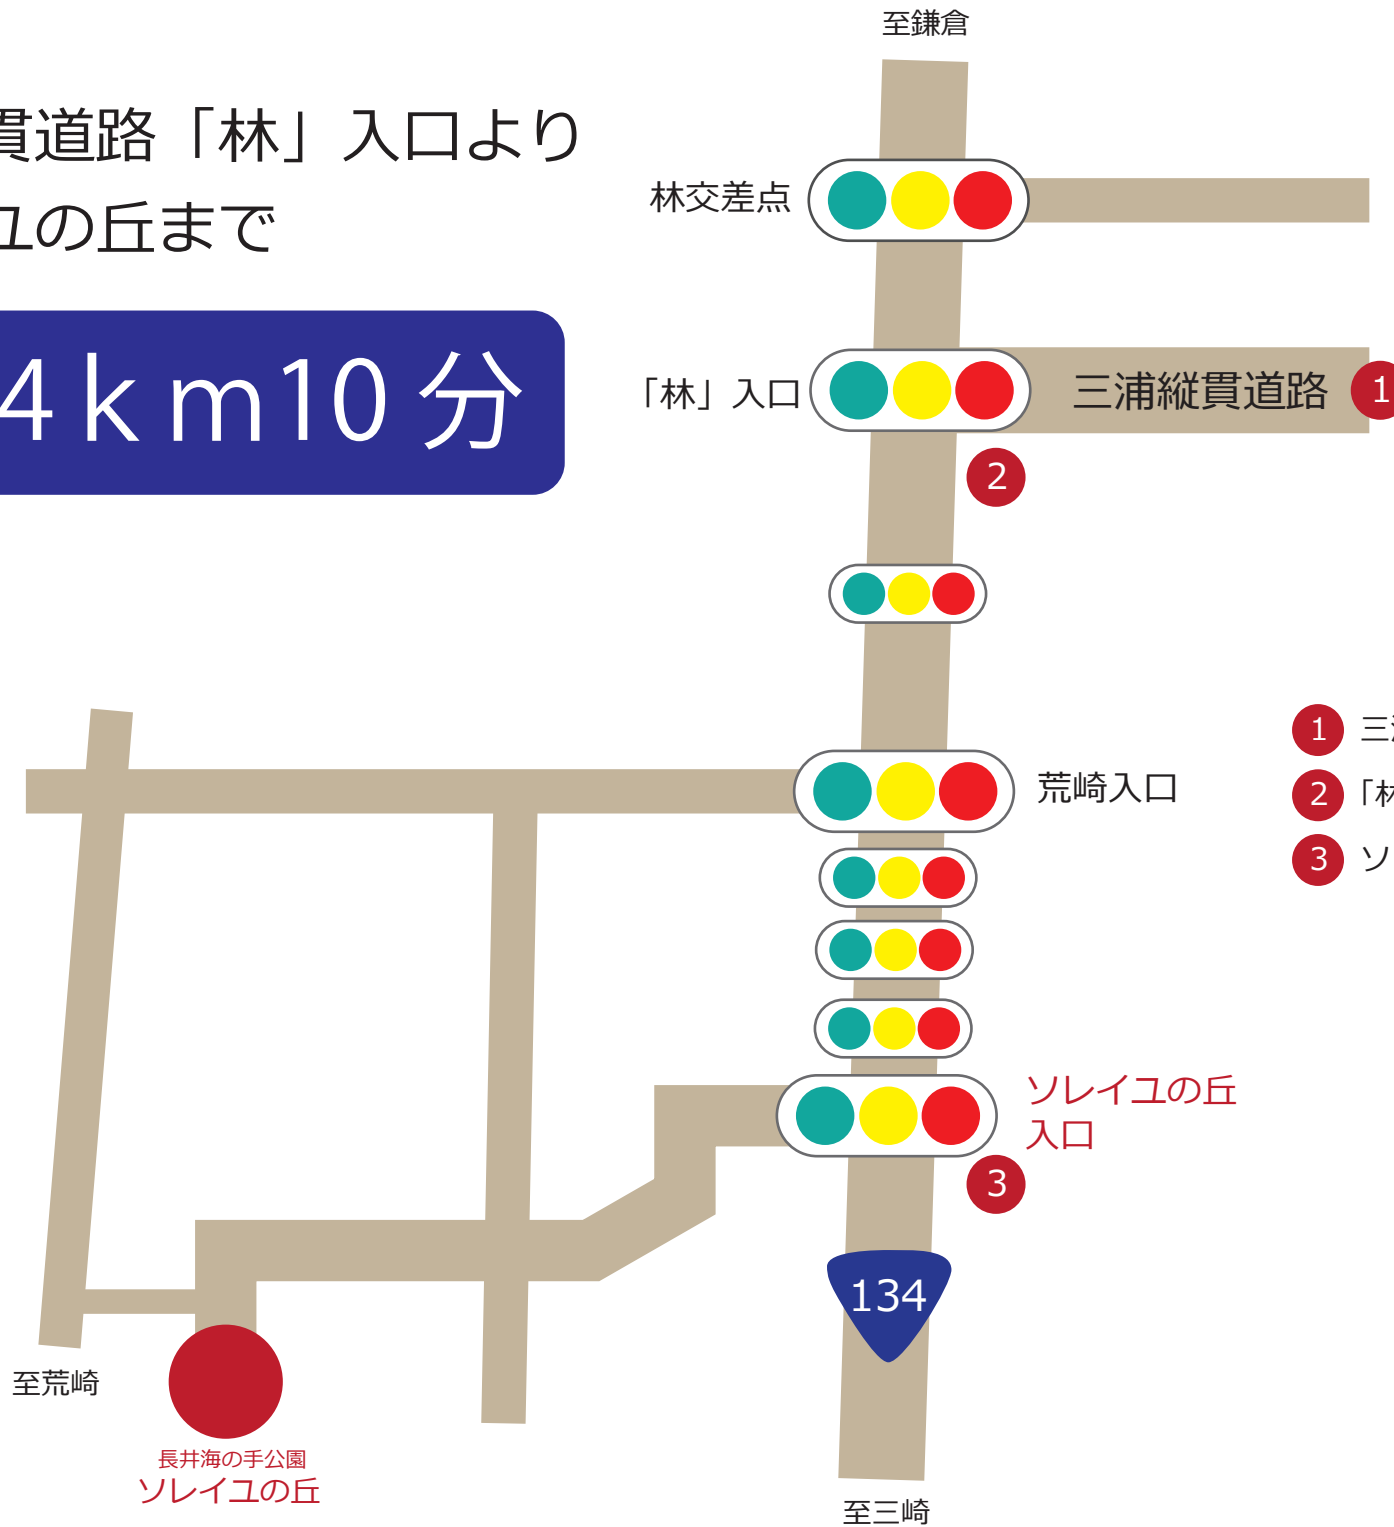 至鎌倉
貫道路「林」入口より
ユの丘まで
4ｋｍ10分
林交差点
「林」入口
三浦縦貫道路
1
2
荒崎入口
1 三浦
2 「林
3 ソ
ソレイユの丘
入口
3
134
至荒崎
長井海の手公園
ソレイユの丘
至三崎